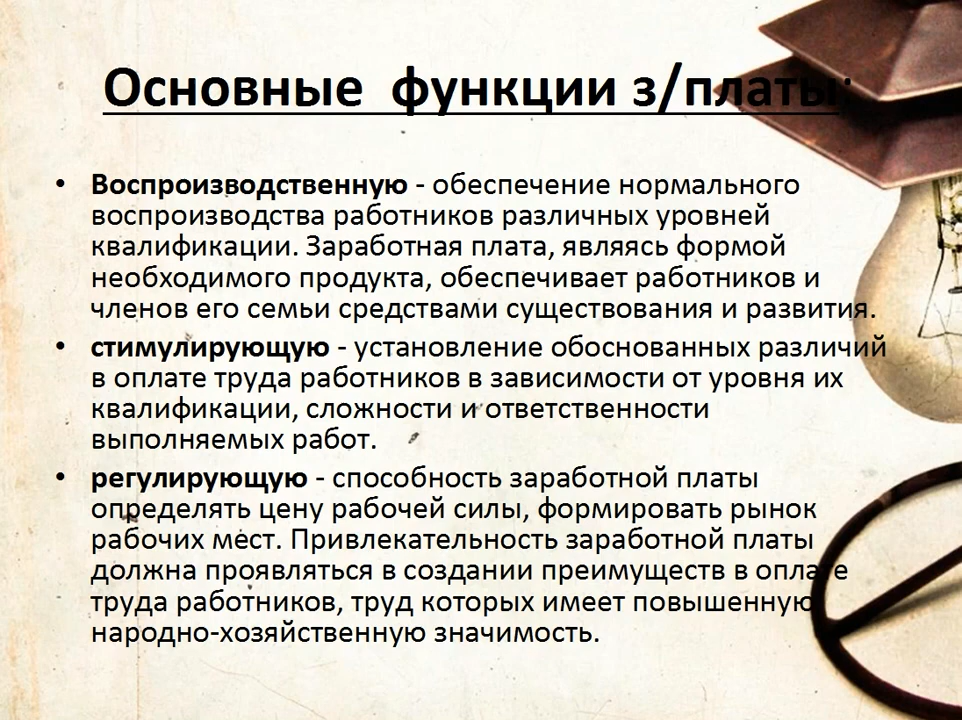 Основные функции з/платы:
• Воспроизводственную - обеспечение нормального
воспроизводства работников различных уровней
квалификации. Заработная плата, являясь формой
необходимого продукта, обеспечивает работников и
членов его семьи средствами существования и развития.
• стимулирующую - установление обоснованных различий
в оплате труда работников в зависимости от уровня их
квалификации, сложности и ответственности
выполняемых работ.
• регулирующую - способность заработной платы
определять цену рабочей силы, формировать рынок
рабочих мест. Привлекательность заработной платы
должна проявляться в создании преимуществ в оплате
труда работников, труд которых имеет повышенную
народно-хозяйственную значимость.